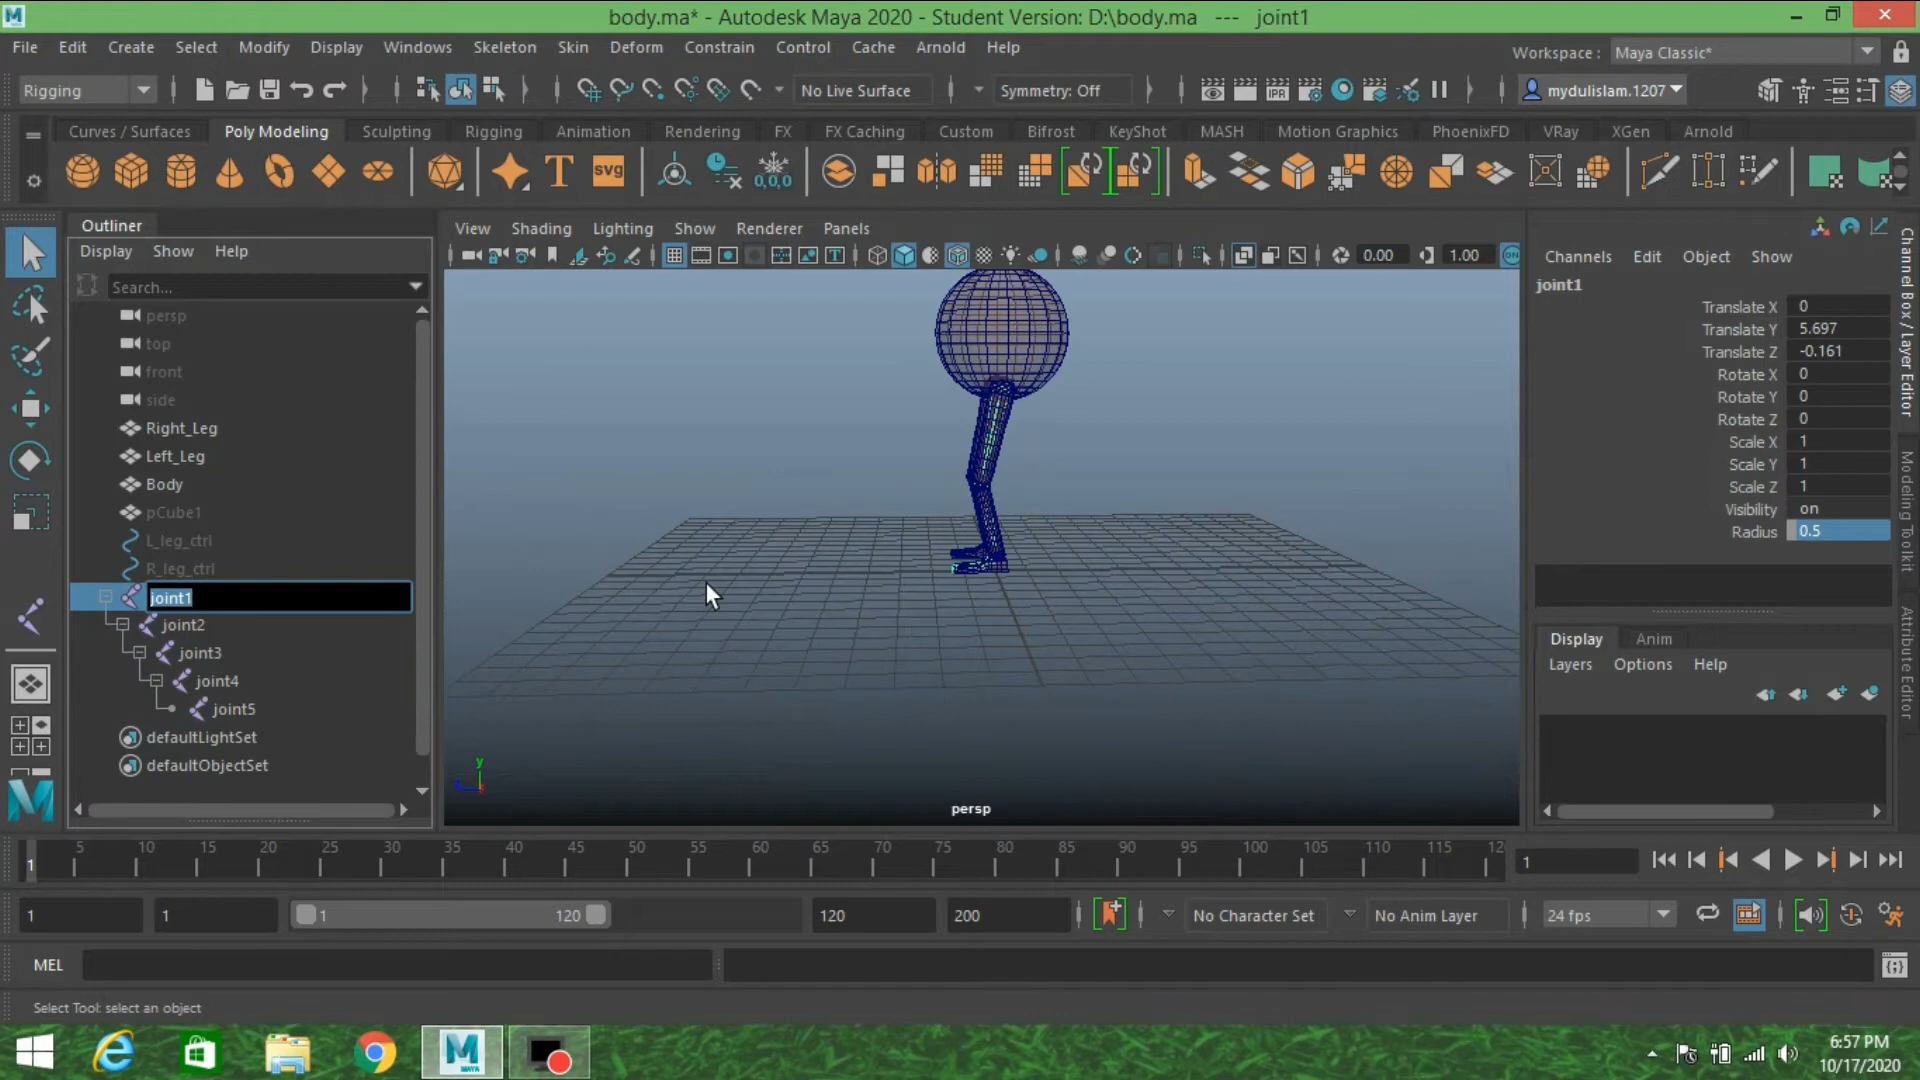 body.ma* - Autodesk Maya 2020 - Student Version: D:\body.ma --- joint1
File Edit Create Select Modify Display Windows Skeleton Skin Deform Constrain Control Cache Arnold Help
Workspace : Maya Classic*
Rigging No Live Surface Symmetry: Off IPR mydulislam.1207
Curves / Surfaces Poly Modeling Sculpting Rigging Animation Rendering FX FX Caching Custom Bifrost KeyShot MASH Motion Graphics PhoenixFD VRay XGen Arnold
T svg 0,0,0
Outliner
Display Show Help
Search...
persp
top
front
side
Right_Leg
Left_Leg
Body
pCube1
L_leg_ctrl
R_leg_ctrl
joint1
joint2
joint3
joint4
joint5
defaultLightSet
defaultObjectSet
View Shading Lighting Show Renderer Panels
0.00 1.00 ON
y
persp
Channels Edit Object Show
joint1
Translate X 0
Translate Y 5.697
Translate Z -0.161
Rotate X 0
Rotate Y 0
Rotate Z 0
Scale X 1
Scale Y 1
Scale Z 1
Visibility on
Radius 0.5
Display Anim
Layers Options Help
Channel Box / Layer Editor
Modeling Toolkit
Attribute Editor
5 10 15 20 25 30 35 40 45 50 55 60 65 70 75 80 85 90 95 100 105 110 115 12
1 1
1 1 1 120 120 200 No Character Set No Anim Layer 24 fps
MEL
Select Tool: select an object
MAYA
6:57 PM
10/17/2020